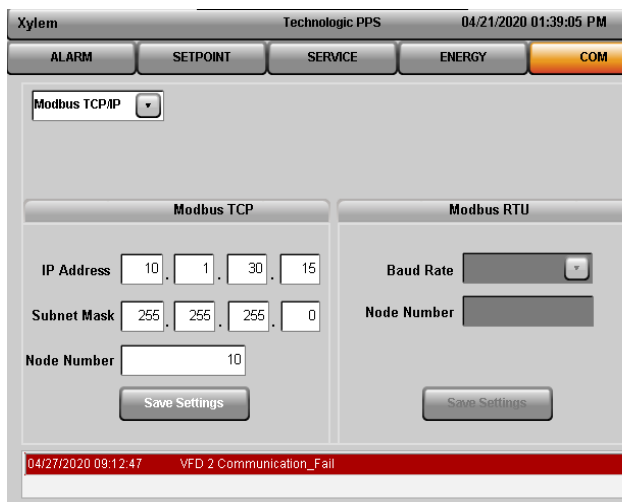 Xylem Technologic PPS 04/21/2020 01:39:05 PM
ALARM SETPOINT SERVICE ENERGY COM
Modbus TCP/IP
Modbus TCP Modbus RTU
IP Address 10 . 1 . 30 . 15 Baud Rate
Subnet Mask 255 . 255 . 255 . 0 Node Number
Node Number 10
Save Settings Save Settings
04/27/2020 09:12:47 VFD 2 Communication_Fail